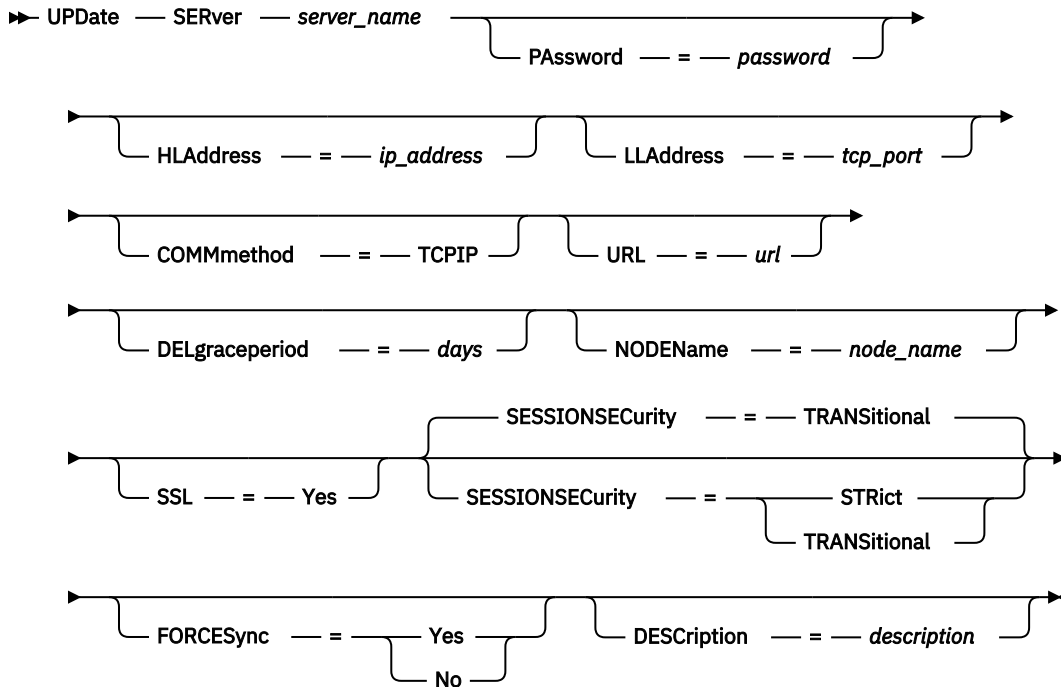 UPDate SERver server_name
PAssword = password
HLAddress = ip_address LLAddress = tcp_port
COMMmethod = TCPIP URL = url
DELgraceperiod = days NODEName = node_name
SESSIONSECurity = TRANSitional
SSL = Yes SESSIONSECurity = STRict
TRANSitional
FORCESync = Yes DESCription = description
No